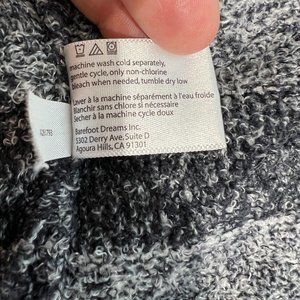 machine wash cold separately,
gentle cycle, only non-chlorine
bleach when needed, tumble dry low
Laver à la machine séparément à l'eau froide
Blanchir sans chlore si nécessaire
Secher à la machine cycle doux
Barefoot Dreams Inc.
5302 Derry Ave. Suite D
Agoura Hills, CA 91301